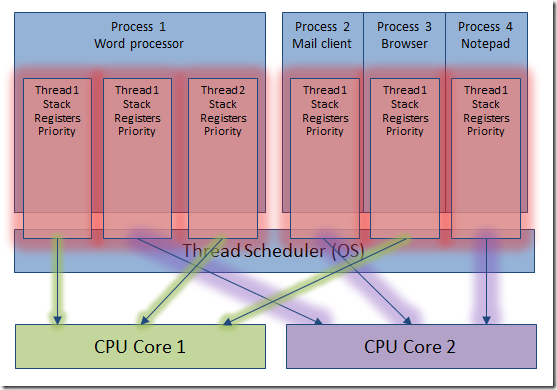 Process 1
Word processor
Process 2
Mail client
Process 3
Browser
Process 4
Notepad
Thread1
Stack
Registers
Priority
Thread1
Stack
Registers
Priority
Thread2
Stack
Registers
Priority
Thread1
Stack
Registers
Priority
Thread1
Stack
Registers
Priority
Thread1
Stack
Registers
Priority
Thread Scheduler (OS)
CPU Core 1
CPU Core 2